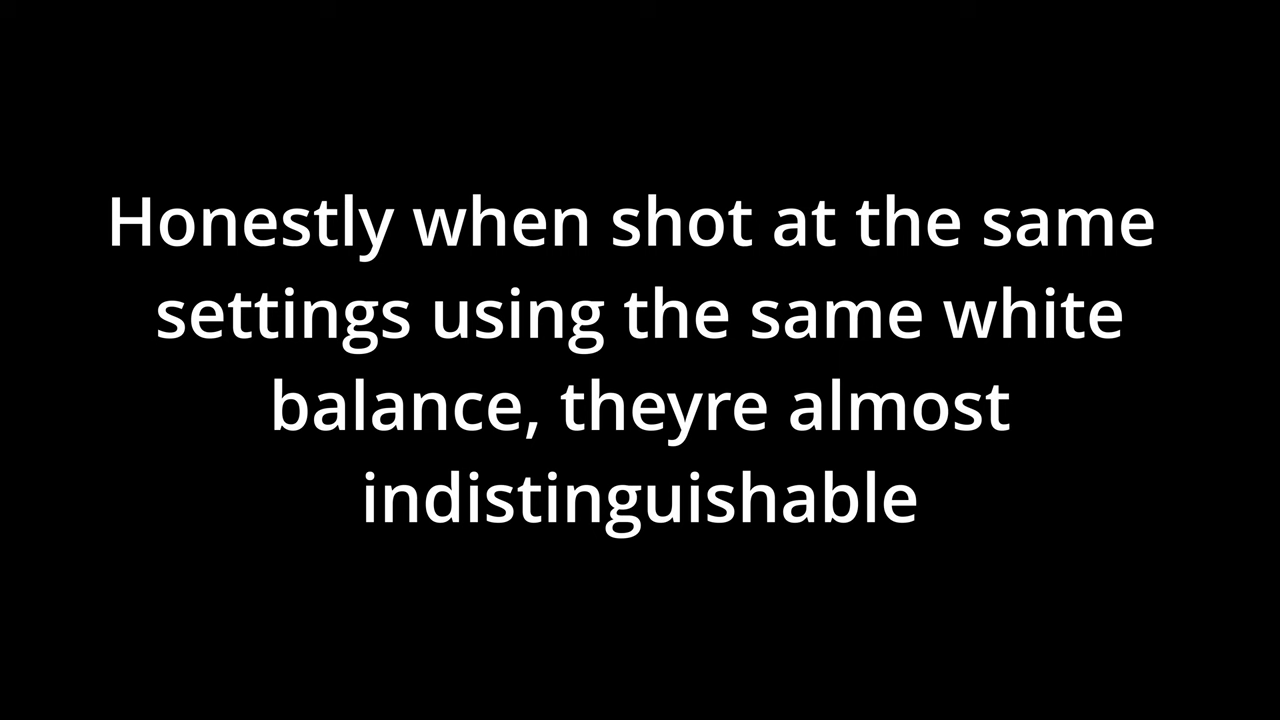 Honestly when shot at the same
settings using the same white
balance, theyre almost
indistinguishable